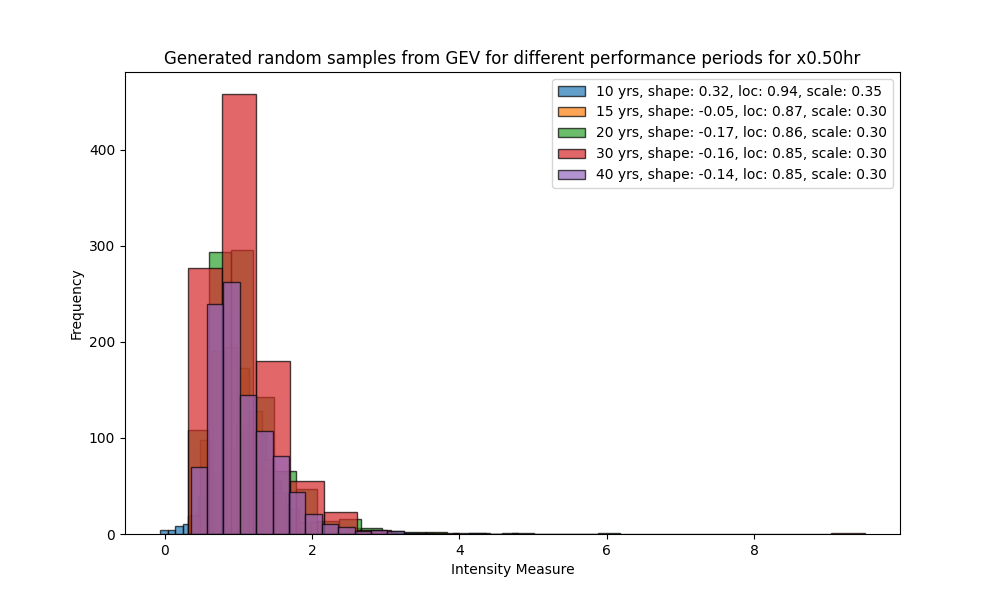 Generated random samples from GEV for different performance periods for x0.50hr
10 yrs, shape: 0.32, loc: 0.94, scale: 0.35
15 yrs, shape: -0.05, loc: 0.87, scale: 0.30
20 yrs, shape: -0.17, loc: 0.86, scale: 0.30
30 yrs, shape: -0.16, loc: 0.85, scale: 0.30
40 yrs, shape: -0.14, loc: 0.85, scale: 0.30
Frequency
400
300
200
100
0
0 2 4 6 8
Intensity Measure